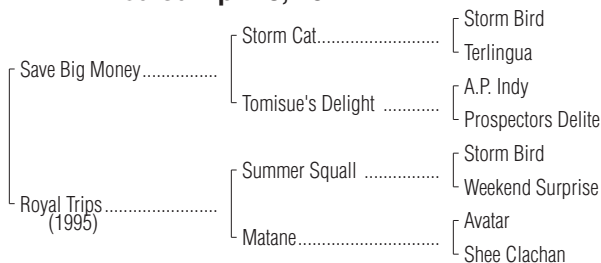 Storm Bird
Storm Cat..............................
Terlingua
Save Big Money...............
A.P. Indy
Tomisue's Delight ............
Prospectors Delite
Storm Bird
Summer Squall ................
Weekend Surprise
Royal Trips......................
(1995)
Avatar
Matane..............................
Shee Clachan